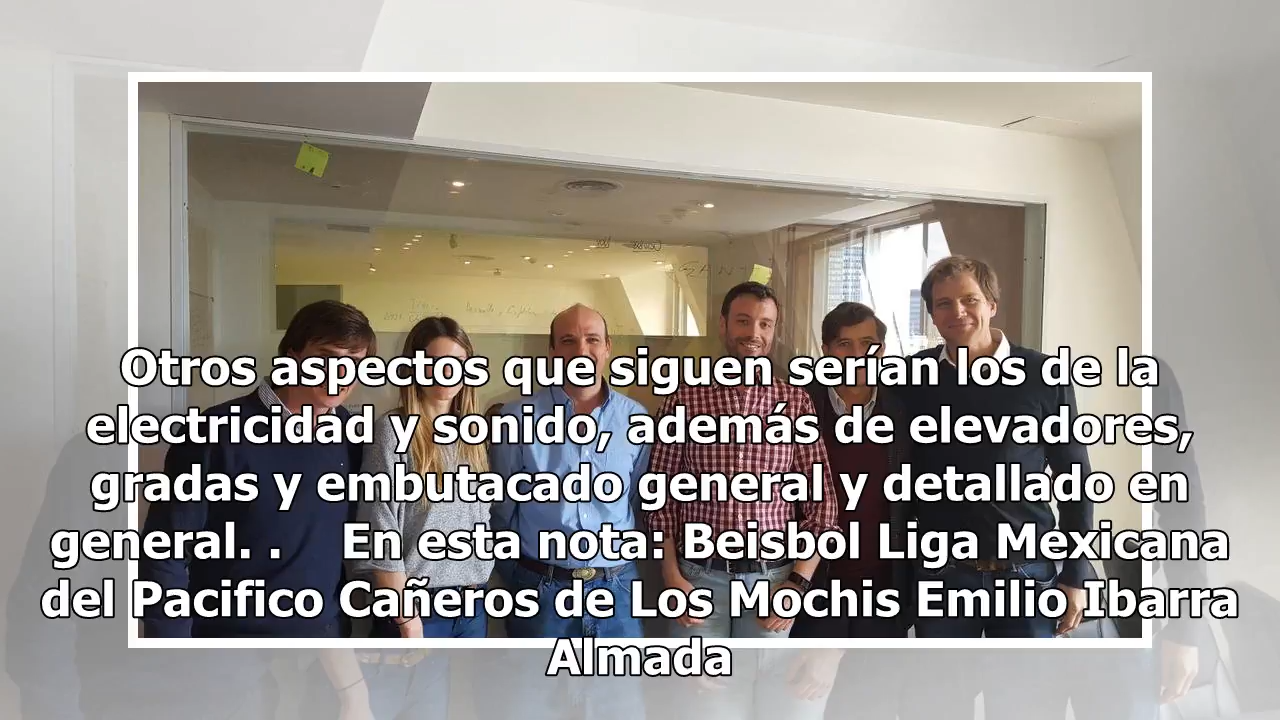 Otros aspectos que siguen serían los de la
electricidad y sonido, además de elevadores,
gradas y embutacado general y detallado en
general. . En esta nota: Beisbol Liga Mexicana
del Pacifico Cañeros de Los Mochis Emilio Ibarra
Almada